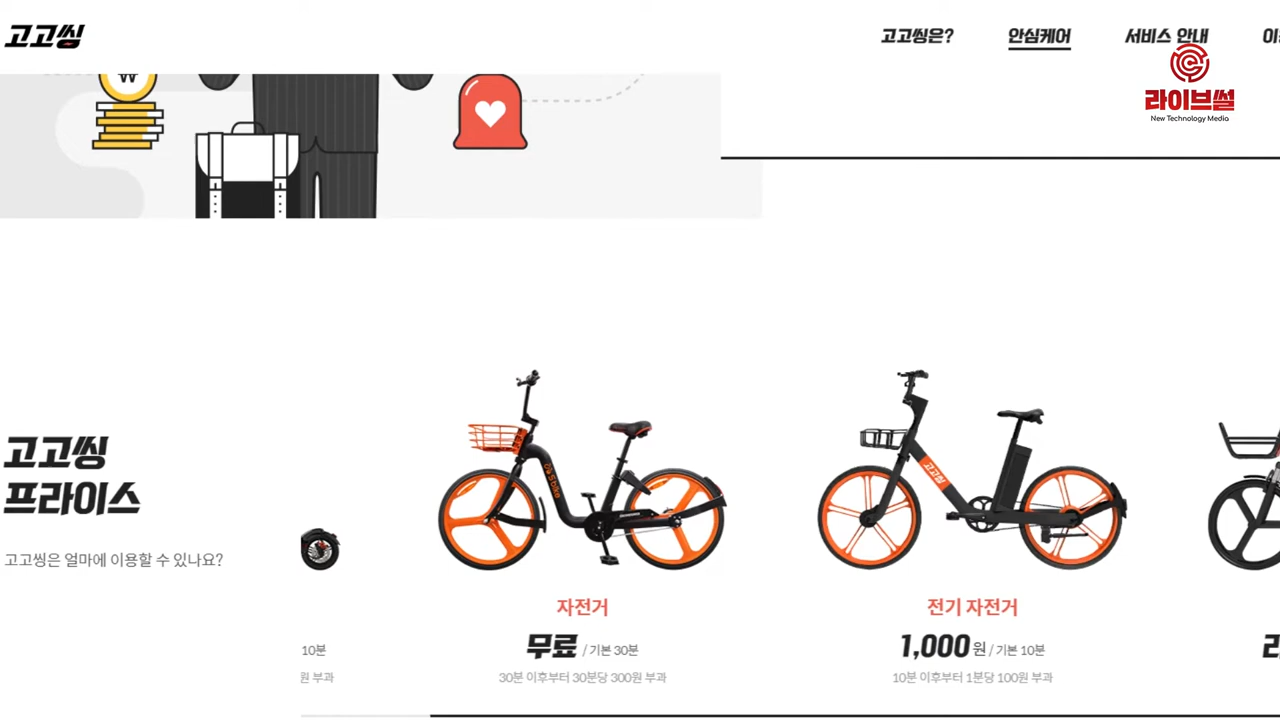 고고씽
고고씽은?
안심케어
서비스 안내
라이브썰
New Technology Media
₩
고고씽
프라이스
고고씽은 얼마에 이용할 수 있나요?
10분
원 부과
고고씽
자전거
무료 / 기본 30분
30분 이후부터 30분당 300원 부과
전기 자전거
1,000 원 / 기본 10분
10분 이후부터 1분당 100원 부과